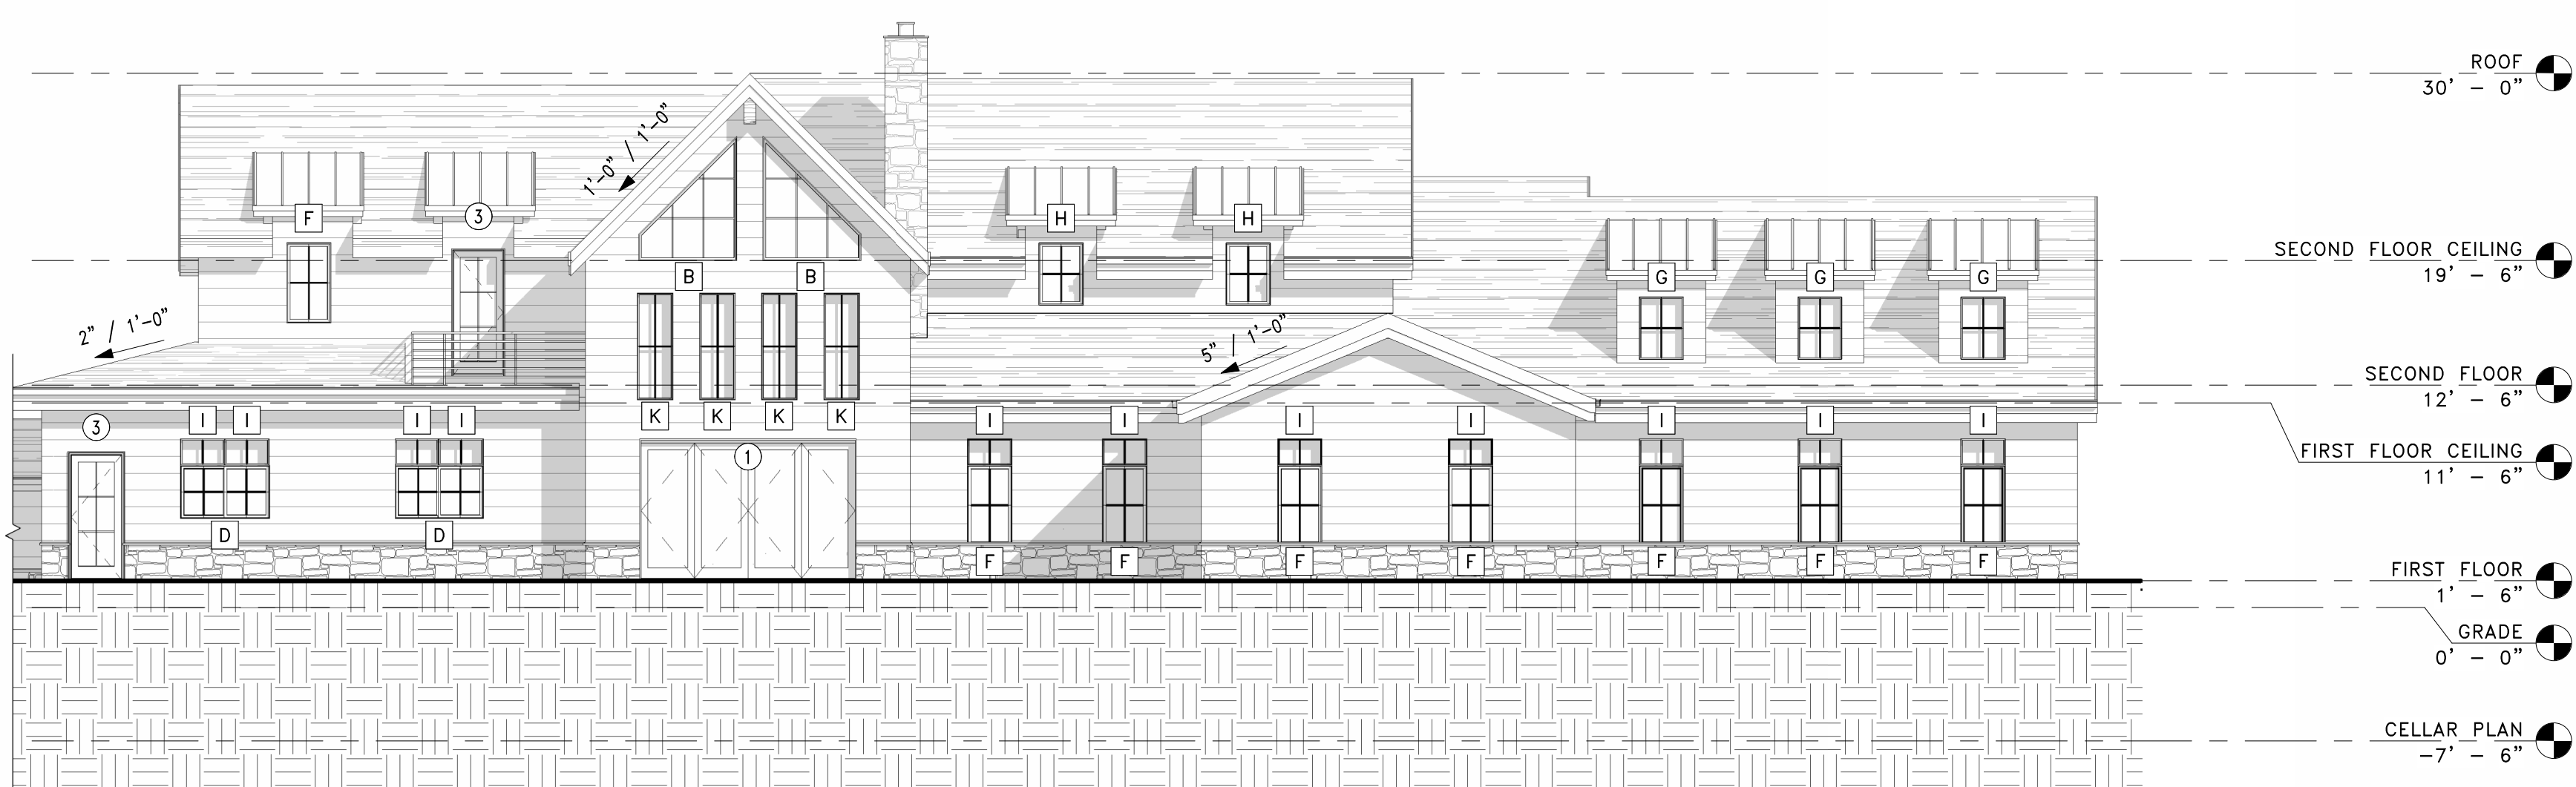 ROOF
30' - 0"
1'-0" / 1'-0"
F
3
H
H
SECOND FLOOR CEILING
19' - 6"
B
B
G
G
G
2" / 1'-0"
5" / 1'-0"
SECOND FLOOR
12' - 6"
K
K
K
K
I
I
I
I
I
I
I
I
I
I
I
3
1
FIRST FLOOR CEILING
11' - 6"
D
D
F
F
F
F
F
F
F
FIRST FLOOR
1' - 6"
GRADE
0' - 0"
CELLAR PLAN
-7' - 6"